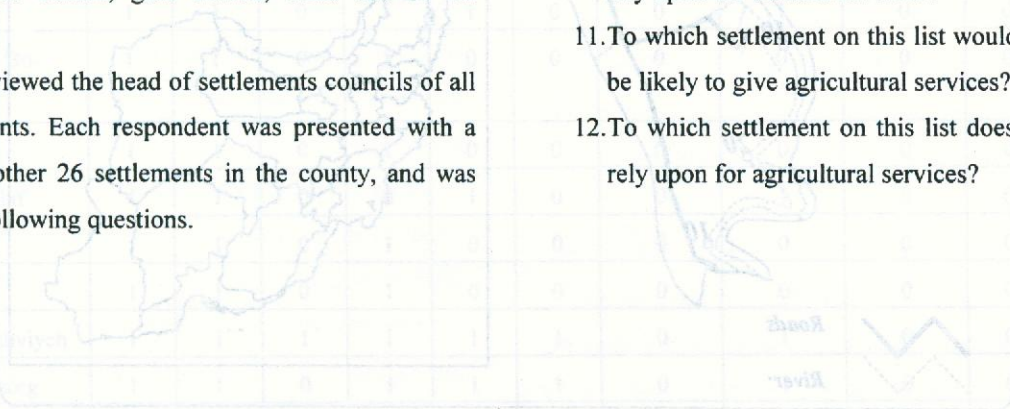 viewed the head of settlements councils of all
nts. Each respondent was presented with a
other 26 settlements in the county, and was
llowing questions.
11.To which settlement on this list would
be likely to give agricultural services?
12.To which settlement on this list does
rely upon for agricultural services?
Roads
River